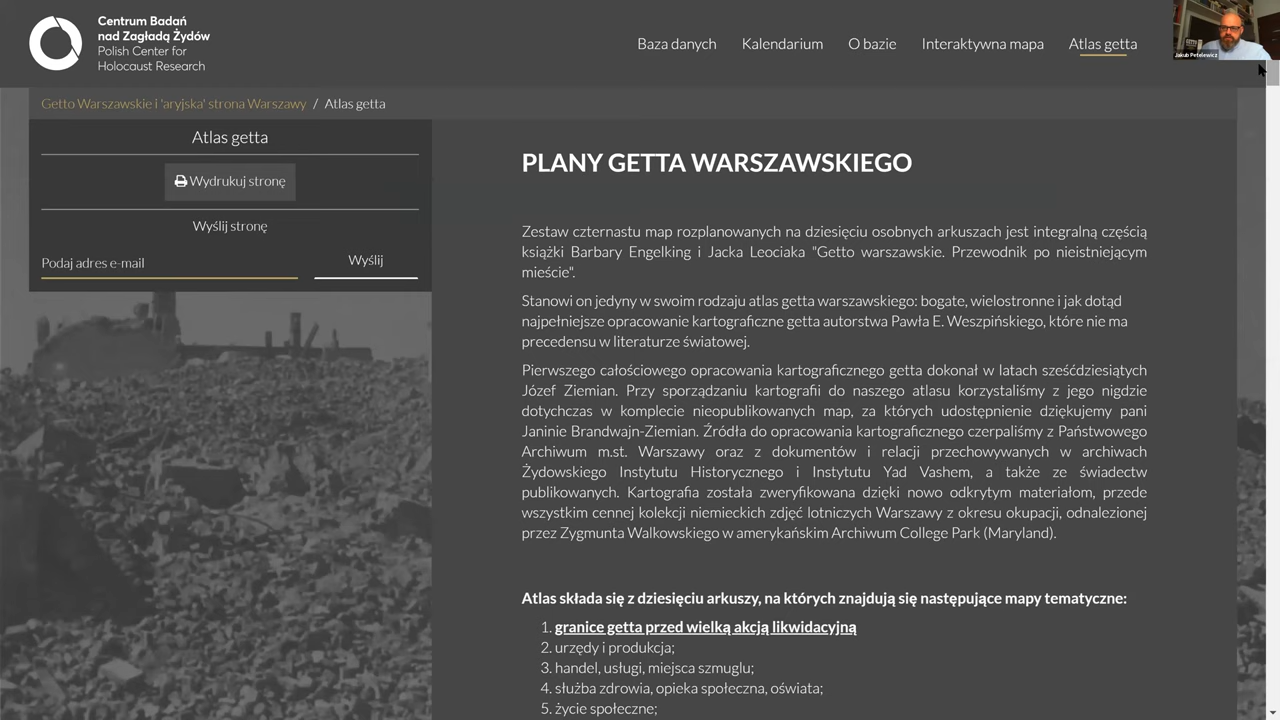 Centrum Badań
nad Zagładą Żydów
Polish Center for
Holocaust Research
Baza danych
Kalendarium
O bazie
Interaktywna mapa
Atlas getta
Jakub Petelewicz
Getto Warszawskie i 'aryjska' strona Warszawy / Atlas getta
Atlas getta
Wydrukuj stronę
Wyślij stronę
Podaj adres e-mail
Wyślij
PLANY GETTA WARSZAWSKIEGO
Zestaw czternastu map rozplanowanych na dziesięciu osobnych arkuszach jest integralną częścią
książki Barbary Engelking i Jacka Leociaka "Getto warszawskie. Przewodnik po nieistniejącym
mieście".
Stanowi on jedyny w swoim rodzaju atlas getta warszawskiego: bogate, wielostronne i jak dotąd
najpełniejsze opracowanie kartograficzne getta autorstwa Pawła E. Weszpińskiego, które nie ma
precedensu w literaturze światowej.
Pierwszego całościowego opracowania kartograficznego getta dokonał w latach sześćdziesiątych
Józef Ziemian. Przy sporządzaniu kartografii do naszego atlasu korzystaliśmy z jego nigdzie
dotychczas w komplecie nieopublikowanych map, za których udostępnienie dziękujemy pani
Janinie Brandwajn-Ziemian. Źródła do opracowania kartograficznego czerpaliśmy z Państwowego
Archiwum m.st. Warszawy oraz z dokumentów i relacji przechowywanych w archiwach
Żydowskiego Instytutu Historycznego i Instytutu Yad Vashem, a także ze świadectw
publikowanych. Kartografia została zweryfikowana dzięki nowo odkrytym materiałom, przede
wszystkim cennej kolekcji niemieckich zdjęć lotniczych Warszawy z okresu okupacji, odnalezionej
przez Zygmunta Walkowskiego w amerykańskim Archiwum College Park (Maryland).
Atlas składa się z dziesięciu arkuszy, na których znajdują się następujące mapy tematyczne:
1. granice getta przed wielką akcją likwidacyjną
2. urzędy i produkcja;
3. handel, usługi, miejsca szmuglu;
4. służba zdrowia, opieka społeczna, oświata;
5. życie społeczne;